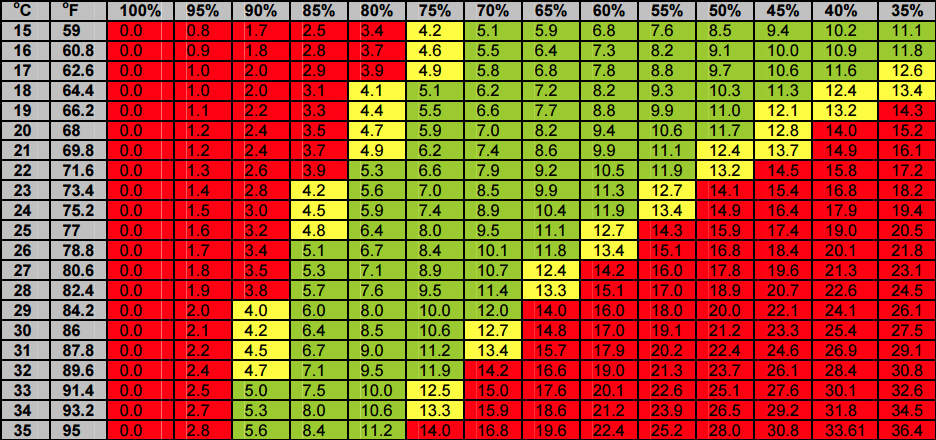 °C °F 100% 95% 90% 85% 80% 75% 70% 65% 60% 55% 50% 45% 40% 35%
15 59 0.0 0.8 1.7 2.5 3.4 4.2 5.1 5.9 6.8 7.6 8.5 9.4 10.2 11.1
16 60.8 0.0 0.9 1.8 2.8 3.7 4.6 5.5 6.4 7.3 8.2 9.1 10.0 10.9 11.8
17 62.6 0.0 1.0 2.0 2.9 3.9 4.9 5.8 6.8 7.8 8.8 9.7 10.6 11.6 12.6
18 64.4 0.0 1.0 2.0 3.1 4.1 5.1 6.2 7.2 8.2 9.3 10.3 11.3 12.4 13.4
19 66.2 0.0 1.1 2.2 3.3 4.4 5.5 6.6 7.7 8.8 9.9 11.0 12.1 13.2 14.3
20 68 0.0 1.2 2.4 3.5 4.7 5.9 7.0 8.2 9.4 10.6 11.7 12.8 14.0 15.2
21 69.8 0.0 1.2 2.4 3.7 4.9 6.2 7.4 8.6 9.9 11.1 12.4 13.7 14.9 16.1
22 71.6 0.0 1.3 2.6 3.9 5.3 6.6 7.9 9.2 10.5 11.9 13.2 14.5 15.8 17.2
23 73.4 0.0 1.4 2.8 4.2 5.6 7.0 8.5 9.9 11.3 12.7 14.1 15.4 16.8 18.2
24 75.2 0.0 1.5 3.0 4.5 5.9 7.4 8.9 10.4 11.9 13.4 14.9 16.4 17.9 19.4
25 77 0.0 1.6 3.2 4.8 6.4 8.0 9.5 11.1 12.7 14.3 15.9 17.4 19.0 20.5
26 78.8 0.0 1.7 3.4 5.1 6.7 8.4 10.1 11.8 13.4 15.1 16.8 18.4 20.1 21.8
27 80.6 0.0 1.8 3.5 5.3 7.1 8.9 10.7 12.4 14.2 16.0 17.8 19.6 21.3 23.1
28 82.4 0.0 1.9 3.8 5.7 7.6 9.5 11.4 13.3 15.1 17.0 18.9 20.7 22.6 24.5
29 84.2 0.0 2.0 4.0 6.0 8.0 10.0 12.0 14.0 16.0 18.0 20.0 22.1 24.1 26.1
30 86 0.0 2.1 4.2 6.4 8.5 10.6 12.7 14.8 17.0 19.1 21.2 23.3 25.4 27.5
31 87.8 0.0 2.2 4.5 6.7 9.0 11.2 13.4 15.7 17.9 20.2 22.4 24.6 26.9 29.1
32 89.6 0.0 2.4 4.7 7.1 9.5 11.9 14.2 16.6 19.0 21.3 23.7 26.1 28.4 30.8
33 91.4 0.0 2.5 5.0 7.5 10.0 12.5 15.0 17.6 20.1 22.6 25.1 27.6 30.1 32.6
34 93.2 0.0 2.7 5.3 8.0 10.6 13.3 15.9 18.6 21.2 23.9 26.5 29.2 31.8 34.5
35 95 0.0 2.8 5.6 8.4 11.2 14.0 16.8 19.6 22.4 25.2 28.0 30.8 33.61 36.4